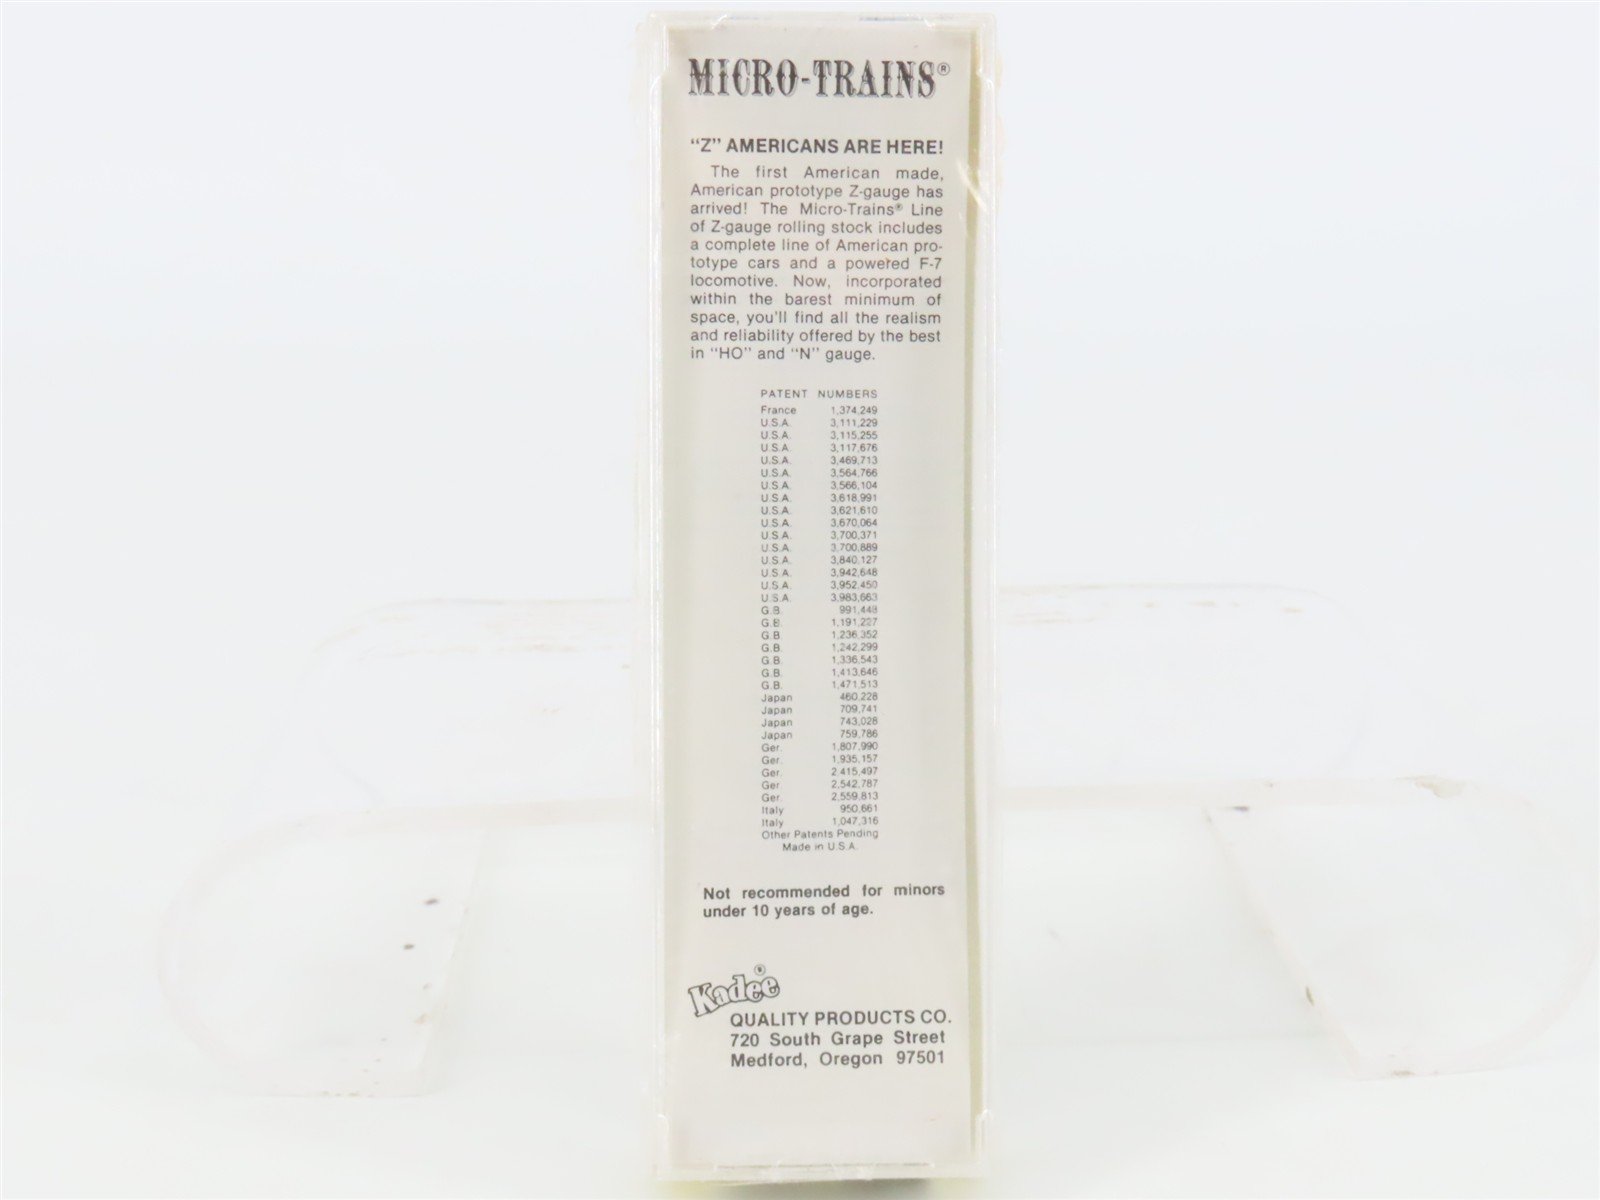 MICRO-TRAINS®
"Z" AMERICANS ARE HERE!
The first American made,
American prototype Z-gauge has
arrived! The Micro-Trains® Line
of Z-gauge rolling stock includes
a complete line of American pro-
totype cars and a powered F-7
locomotive. Now, incorporated
within the barest minimum of
space, you'll find all the realism
and reliability offered by the best
in "HO" and "N" gauge.
PATENT NUMBERS
France 1,374,249
U.S.A. 3,111,229
U.S.A. 3,115,255
U.S.A. 3,117,676
U.S.A. 3,469,713
U.S.A. 3,564,766
U.S.A. 3,566,104
U.S.A. 3,618,991
U.S.A. 3,621,610
U.S.A. 3,670,064
U.S.A. 3,700,371
U.S.A. 3,700,889
U.S.A. 3,840,127
U.S.A. 3,942,648
U.S.A. 3,952,450
U.S.A. 3,983,663
G.B. 991,448
G.B. 1,191,227
G.B. 1,236,352
G.B. 1,242,299
G.B. 1,336,543
G.B. 1,413,646
G.B. 1,471,513
Japan 460,228
Japan 709,741
Japan 743,028
Japan 759,786
Ger. 1,807,990
Ger. 1,935,157
Ger. 2 415,497
Ger. 2,542,787
Ger. 2,559,813
Italy 950,661
Italy 1,047,316
Other Patents Pending
Made in U.S.A.
Not recommended for minors
under 10 years of age.
Kadee®
QUALITY PRODUCTS CO.
720 South Grape Street
Medford, Oregon 97501